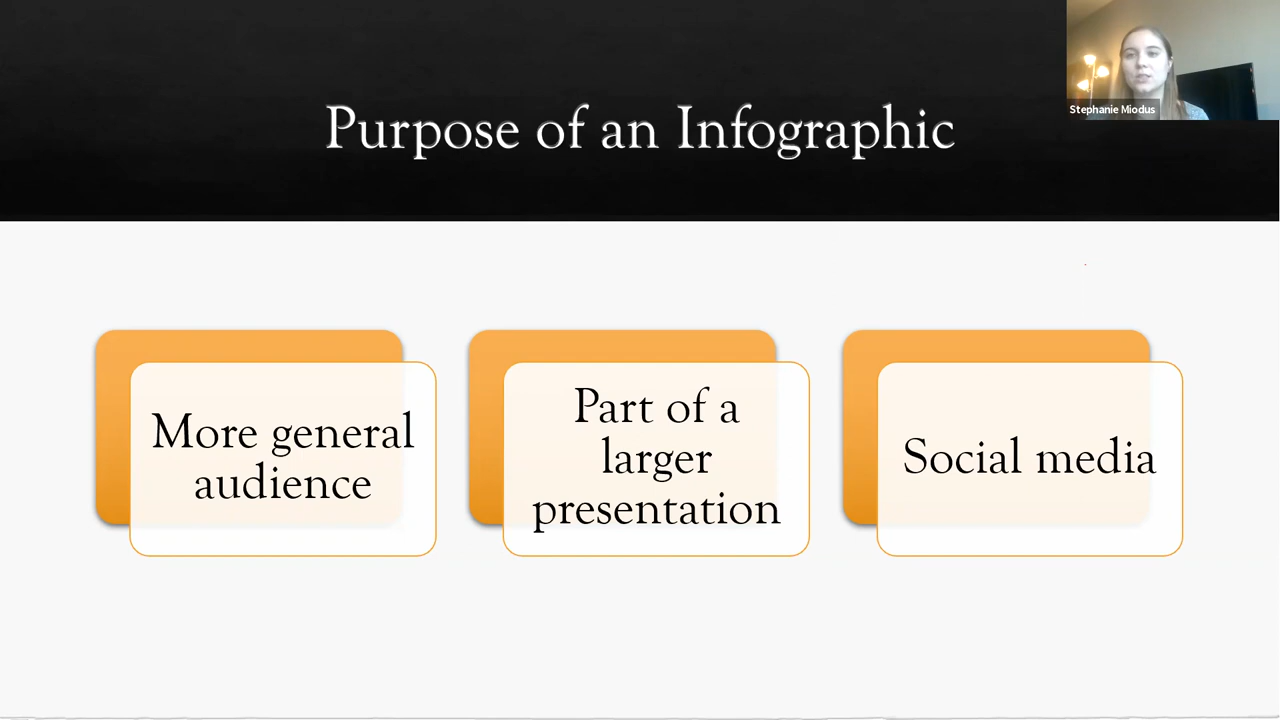 Purpose of an Infographic
Stephanie Miodus
More general
audience
Part of a
larger
presentation
Social media